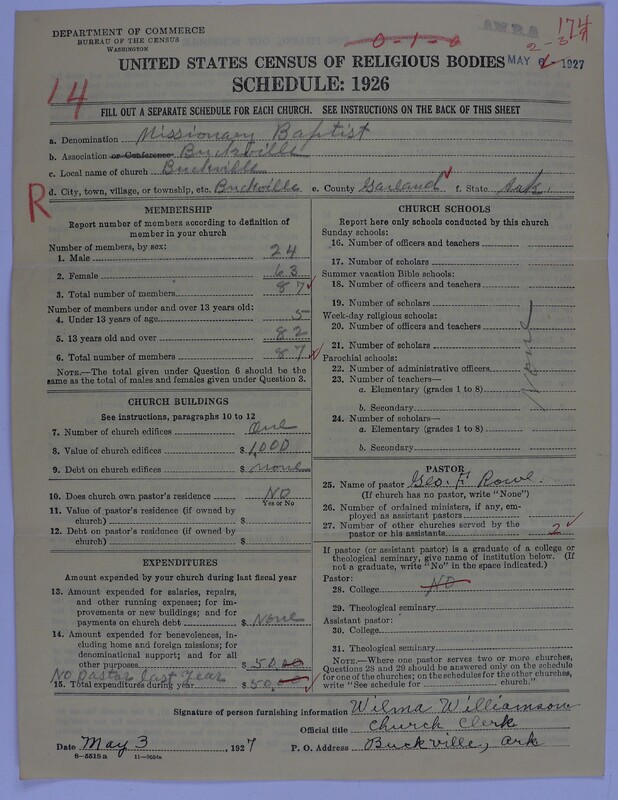 DEPARTMENT OF COMMERCE
BUREAU OF THE CENSUS
WASHINGTON
0-1-0
174
2-3
MAY 6 1927
UNITED STATES CENSUS OF RELIGIOUS BODIES
SCHEDULE: 1926
14
FILL OUT A SEPARATE SCHEDULE FOR EACH CHURCH. SEE INSTRUCTIONS ON THE BACK OF THIS SHEET
a. Denomination Missionary Baptist
b. Association or Conference Buckville
c. Local name of church Buckville
R
d. City, town, village, or township, etc. Buckville e. County Garland f. State Ark.
MEMBERSHIP
Report number of members according to definition of
member in your church
Number of members, by sex:
1. Male 24
2. Female 63
3. Total number of members 87
Number of members under and over 13 years old:
4. Under 13 years of age 5
5. 13 years old and over 82
6. Total number of members 87
NOTE.—The total given under Question 6 should be
same as the total of males and females given under Question 3.
CHURCH BUILDINGS
See instructions, paragraphs 10 to 12
7. Number of church edifices one
8. Value of church edifices $ 1,000
9. Debt on church edifices $ none
10. Does church own pastor's residence NO
Yes or No
11. Value of pastor's residence (if owned by
church) $
12. Debt on pastor's residence (if owned by
church) $
EXPENDITURES
Amount expended by your church during last fiscal year
13. Amount expended for salaries, repairs,
and other running expenses; for im-
provements or new buildings; and for
payments on church debt $ None
14. Amount expended for benevolences, in-
cluding home and foreign missions; for
denominational support; and for all
other purposes $ 50.00
No pastor last year
15. Total expenditures during year $ 50.00
CHURCH SCHOOLS
Report here only schools conducted by this church
Sunday schools:
16. Number of officers and teachers
17. Number of scholars
Summer vacation Bible schools:
18. Number of officers and teachers
19. Number of scholars
Week-day religious schools:
20. Number of officers and teachers
21. Number of scholars
None
Parochial schools:
22. Number of administrative officers
23. Number of teachers—
a. Elementary (grades 1 to 8)
b. Secondary
24. Number of scholars—
a. Elementary (grades 1 to 8)
b. Secondary
PASTOR
25. Name of pastor Geo. F. Rowe.
(If church has no pastor, write "None")
26. Number of ordained ministers, if any, em-
ployed as assistant pastors
27. Number of other churches served by the
pastor or his assistants 2
If pastor (or assistant pastor) is a graduate of a college or
theological seminary, give name of institution below. (If
not a graduate, write "No" in the space indicated.)
Pastor:
28. College NO
29. Theological seminary
Assistant pastor:
30. College
31. Theological seminary
NOTE.—Where one pastor serves two or more churches,
Questions 28 and 29 should be answered only on the schedule
for one of the churches; on the schedules for the other churches,
write "See schedule for church."
Signature of person furnishing information Wilma Williamson
Official title Church Clerk
Date May 3, 1927 P. O. Address Buckville, Ark
8—5518a 11—9654a